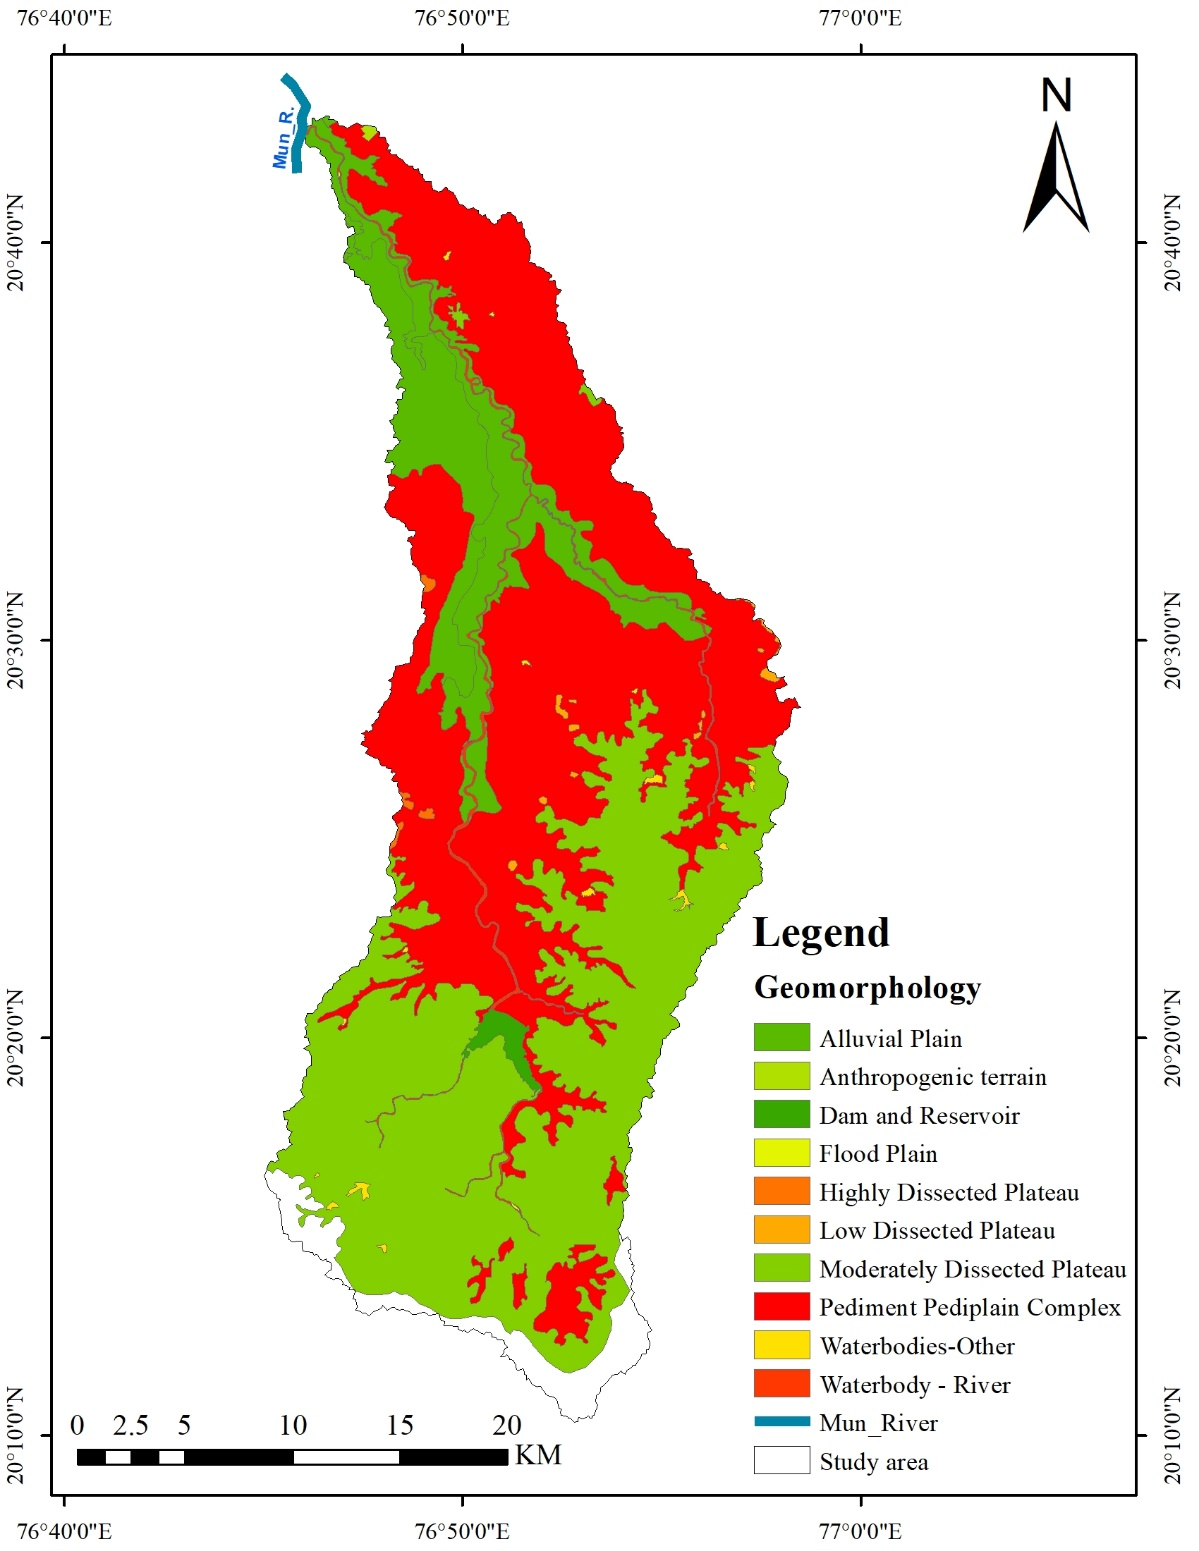 76°40'0"E 76°50'0"E 77°0'0"E
N
Mun_R.
20°40'0"N 20°40'0"N
20°30'0"N 20°30'0"N
20°20'0"N 20°20'0"N
20°10'0"N 20°10'0"N
Legend
Geomorphology
Alluvial Plain
Anthropogenic terrain
Dam and Reservoir
Flood Plain
Highly Dissected Plateau
Low Dissected Plateau
Moderately Dissected Plateau
Pediment Pediplain Complex
Waterbodies-Other
Waterbody - River
Mun_River
Study area
0 2.5 5 10 15 20
KM
76°40'0"E 76°50'0"E 77°0'0"E